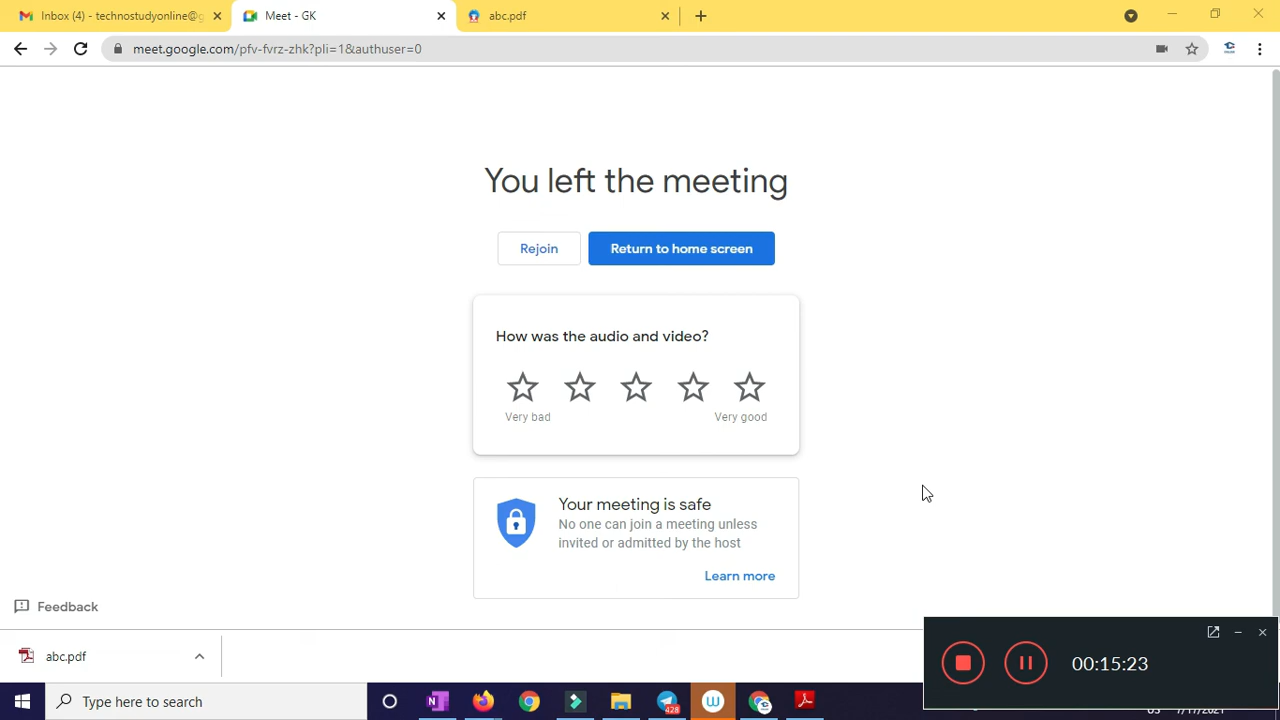 Inbox (4) - technostudyonline@g
Meet - GK
abc.pdf
meet.google.com/pfv-fvrz-zhk?pli=1&authuser=0
You left the meeting
Rejoin
Return to home screen
How was the audio and video?
Very bad
Very good
Your meeting is safe
No one can join a meeting unless
invited or admitted by the host
Learn more
Feedback
abc.pdf
00:15:23
Type here to search
N
428
w